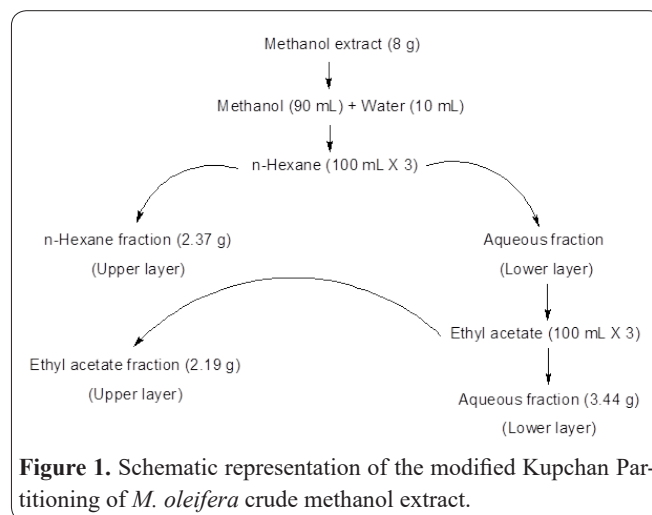 Methanol extract (8 g)
Methanol (90 mL) + Water (10 mL)
n-Hexane (100 mL X 3)
n-Hexane fraction (2.37 g)
(Upper layer)
Aqueous fraction
(Lower layer)
Ethyl acetate (100 mL X 3)
Ethyl acetate fraction (2.19 g)
(Upper layer)
Aqueous fraction (3.44 g)
(Lower layer)
Figure 1. Schematic representation of the modified Kupchan Par-
titioning of M. oleifera crude methanol extract.